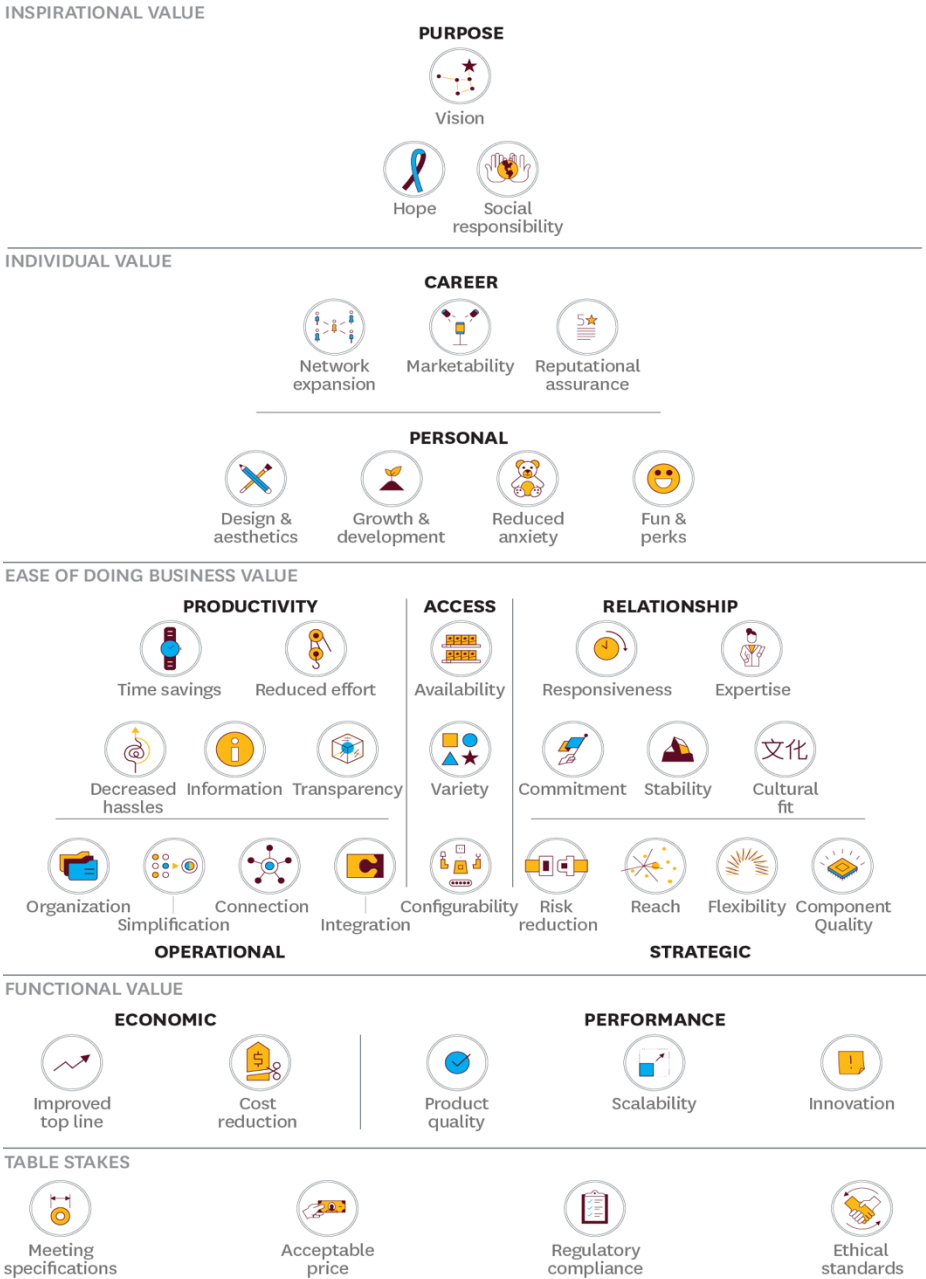 INSPIRATIONAL VALUE
PURPOSE
Vision
Hope
Social
responsibility
INDIVIDUAL VALUE
CAREER
Network
expansion
Marketability
5
Reputational
assurance
PERSONAL
Design &
aesthetics
Growth &
development
Reduced
anxiety
Fun &
perks
EASE OF DOING BUSINESS VALUE
PRODUCTIVITY
Time savings
Reduced effort
Decreased
hassles
Information
Transparency
ACCESS
Availability
Variety
Configurability
RELATIONSHIP
Responsiveness
Expertise
Commitment
Stability
文化
Cultural
fit
Organization
Simplification
Connection
Integration
OPERATIONAL
Risk
reduction
Reach
Flexibility
Component
Quality
STRATEGIC
FUNCTIONAL VALUE
ECONOMIC
Improved
top line
$
Cost
reduction
PERFORMANCE
Product
quality
Scalability
!
Innovation
TABLE STAKES
Meeting
specifications
Acceptable
price
Regulatory
compliance
Ethical
standards